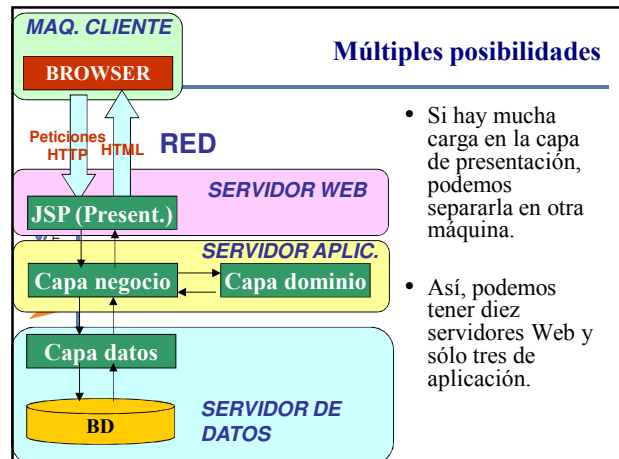 MAQ. CLIENTE
BROWSER
Múltiples posibilidades
Peticiones
HTTP
HTML
RED
SERVIDOR WEB
JSP (Present.)
SERVIDOR APLIC.
Capa negocio
Capa dominio
Capa datos
BD
SERVIDOR DE
DATOS
• Si hay mucha
carga en la capa
de presentación,
podemos
separarla en otra
máquina.
• Así, podemos
tener diez
servidores Web y
sólo tres de
aplicación.